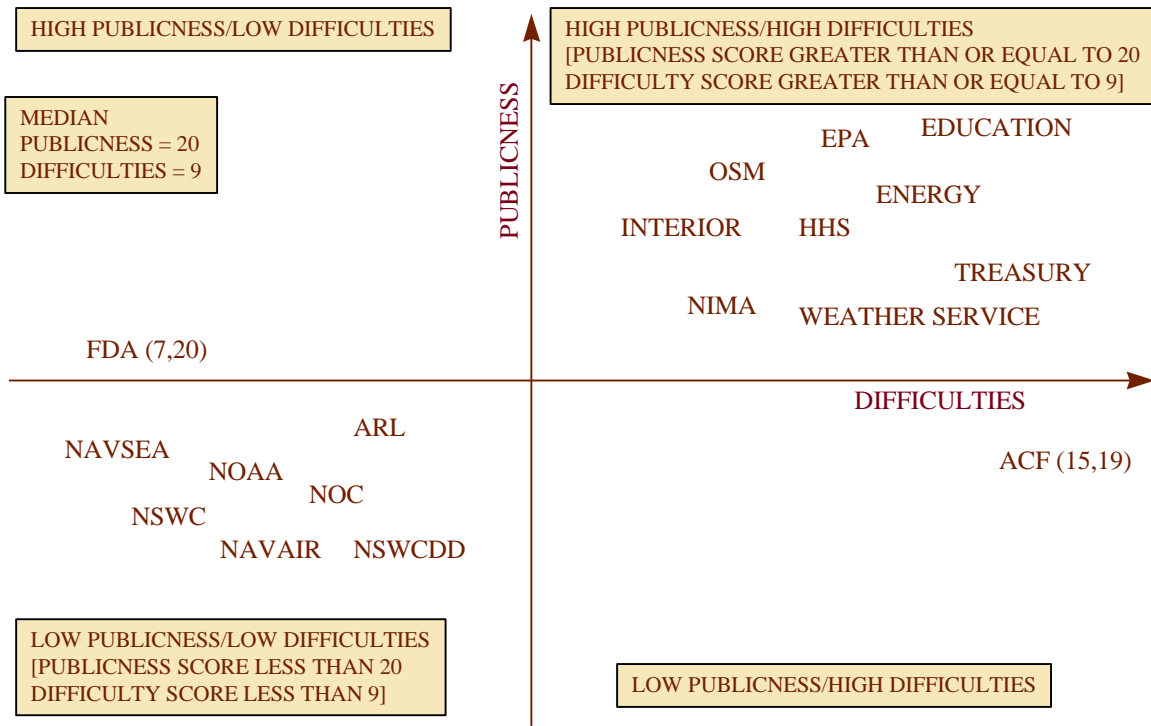 HIGH PUBLICNESS/LOW DIFFICULTIES
HIGH PUBLICNESS/HIGH DIFFICULTIES
[PUBLICNESS SCORE GREATER THAN OR EQUAL TO 20
DIFFICULTY SCORE GREATER THAN OR EQUAL TO 9]
MEDIAN
PUBLICNESS = 20
DIFFICULTIES = 9
PUBLICNESS
EPA
EDUCATION
OSM
ENERGY
INTERIOR
HHS
TREASURY
NIMA
WEATHER SERVICE
FDA (7,20)
DIFFICULTIES
ARL
NAVSEA
NOAA
NOC
NSWC
NAVAIR
NSWCDD
ACF (15,19)
LOW PUBLICNESS/LOW DIFFICULTIES
[PUBLICNESS SCORE LESS THAN 20
DIFFICULTY SCORE LESS THAN 9]
LOW PUBLICNESS/HIGH DIFFICULTIES